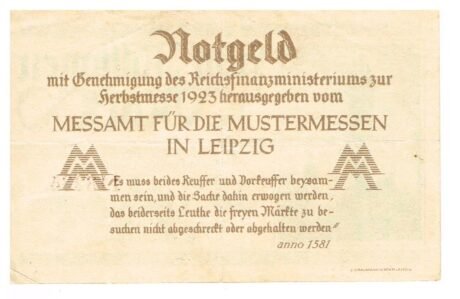 Notgeld
mit Genehmigung des Reichsfinanzministeriums zur
Herbstmesse 1923 herausgegeben vom
MESSAMT FÜR DIE MUSTERMESSEN
IN LEIPZIG
MM MM
„Es muss beides Keuffer und Vorkeuffer beysam-
men sein, und die Sache dahin erwogen werden,
das beiderseits Leuthe die freyen Märkte zu be-
suchen nicht abgeschreckt oder abgehalten werden“
anno 1581